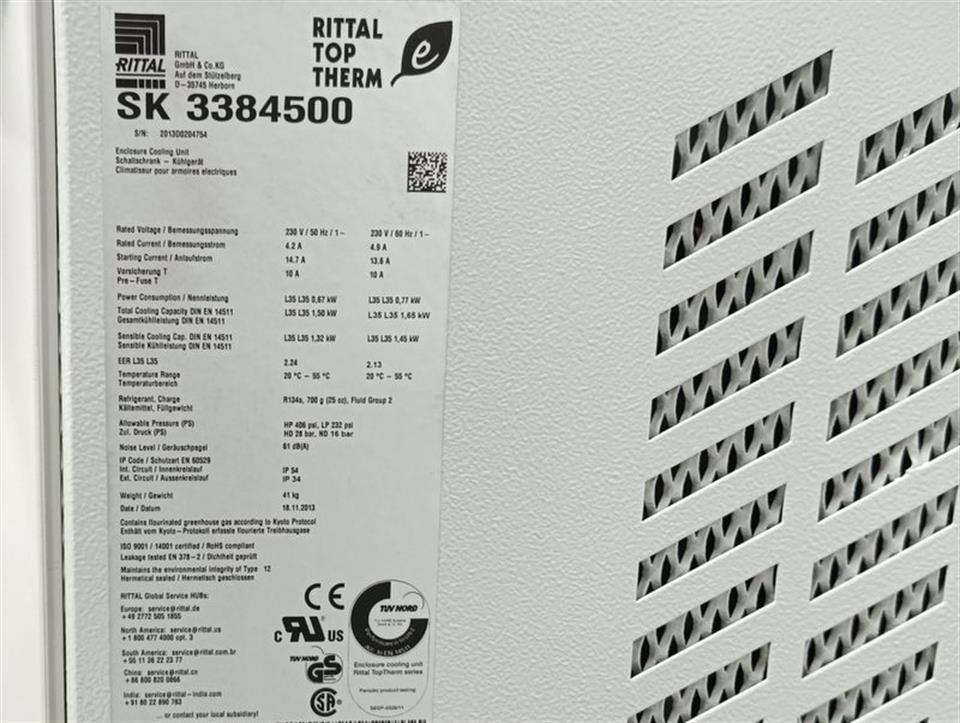 RITTAL
RITTAL
GmbH & Co.KG
Auf dem Stützelberg
D–35745 Herborn
RITTAL
TOP
THERM
e
SK 3384500
S/N: 2013D0204754
Enclosure Cooling Unit
Schaltschrank – Kühlgerät
Climatiseur pour armoires electriques
Rated Voltage / Bemessungsspannung 230 V / 50 Hz / 1~ 230 V / 60 Hz / 1~
Rated Current / Bemessungsstrom 4.2 A 4.9 A
Starting Current / Anlaufstrom 14.7 A 13.6 A
Vorsicherung T 10 A 10 A
Pre–Fuse T
Power Consumption / Nennleistung L35 L35 0,67 kW L35 L35 0,77 kW
Total Cooling Capacity DIN EN 14511 L35 L35 1,50 kW L35 L35 1,65 kW
Gesamtkühlleistung EN 14511
Sensible Cooling Cap. DIN EN 14511 L35 L35 1,32 kW L35 L35 1,45 kW
Sensible Kühlleistung DIN EN 14511
EER L35 L35 2.24 2.13
Temperature Range 20 °C – 55 °C 20 °C – 55 °C
Temperaturbereich
Refrigerant, Charge R134a, 700 g (25 oz), Fluid Group 2
Kältemittel, Füllgewicht
Allowable Pressure (PS) HP 406 psi, LP 232 psi
Zul. Druck (PS) HD 28 bar, ND 16 bar
Noise Level / Geräuschpegel 61 dB(A)
IP Code / Schutzart EN 60529
Int. Circuit / Innenkreislauf IP 54
Ext. Circuit / Aussenkreislauf IP 34
Weight / Gewicht 41 kg
Date / Datum 18.11.2013
Contains flourinated greenhouse gas according to Kyoto Protocol
Enthält vom Kyoto–Protokoll erfasste flourierte Treibhausgase
ISO 9001 / 14001 certified / RoHS compliant
Leakage tested EN 378–2 / Dichtheit geprüft
Maintains the environmental integrity of Type 12
Hermetical sealed / Hermetisch geschlossen
RITTAL Global Service HUBs:
Europe: service@rittal.de
+49 2772 505 1855
North America: service@rittal.us
+1 800 477 4000 opt. 3
South America: service@rittal.com.br
+55 11 36 22 23 77
China: service@rittal.cn
+86 800 820 0866
India: service@rittal–india.com
+91 80 22 890 783
... or contact your local subsidiary!
CE
C RU US
TUV NORD
GS
SA
TUV NORD
Enclosure cooling unit
Rittal TopTherm series
Periodic product testing